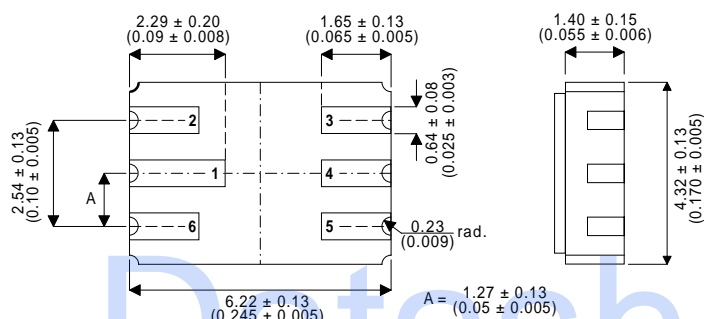 2.29 ± 0.20
(0.09 ± 0.008)
1.65 ± 0.13
(0.065 ± 0.005)
1.40 ± 0.15
(0.055 ± 0.006)
2
3
0.64 ± 0.08
(0.025 ± 0.003)
2.54 ± 0.13
(0.10 ± 0.005)
1
4
4.32 ± 0.13
(0.170 ± 0.005)
A
6
5
0.23
(0.009)
rad.
6.22 ± 0.13
(0.245 ± 0.005)
A =
1.27 ± 0.13
(0.05 ± 0.005)